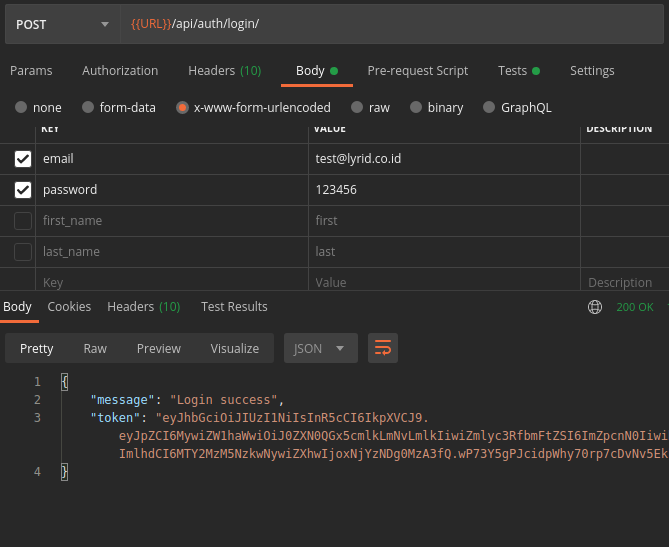 POST {{URL}}/api/auth/login/
Params Authorization Headers (10) Body Pre-request Script Tests Settings
none form-data x-www-form-urlencoded raw binary GraphQL
KEY VALUE DESCRIPTION
email test@lyrid.co.id
password 123456
first_name first
last_name last
Key Value Description
Body Cookies Headers (10) Test Results 200 OK
Pretty Raw Preview Visualize JSON
1 {
2 "message": "Login success",
3 "token": "eyJhbGciOiJIUzI1NiIsInR5cCI6IkpXVCJ9.
eyJpZCI6MywiZW1haWwiOiJ0ZXN0QGx5cmlkLmNvLmlkIiwiZmlyc3RfbmFtZSI6ImZpcnN0Iiwi
ImlhdCI6MTY2MzM5NzkwNywiZXhwIjoxNjYzNDg0MzA3fQ.wP73Y5gPJcidpWhy70rp7cDvNv5Ek
4 }